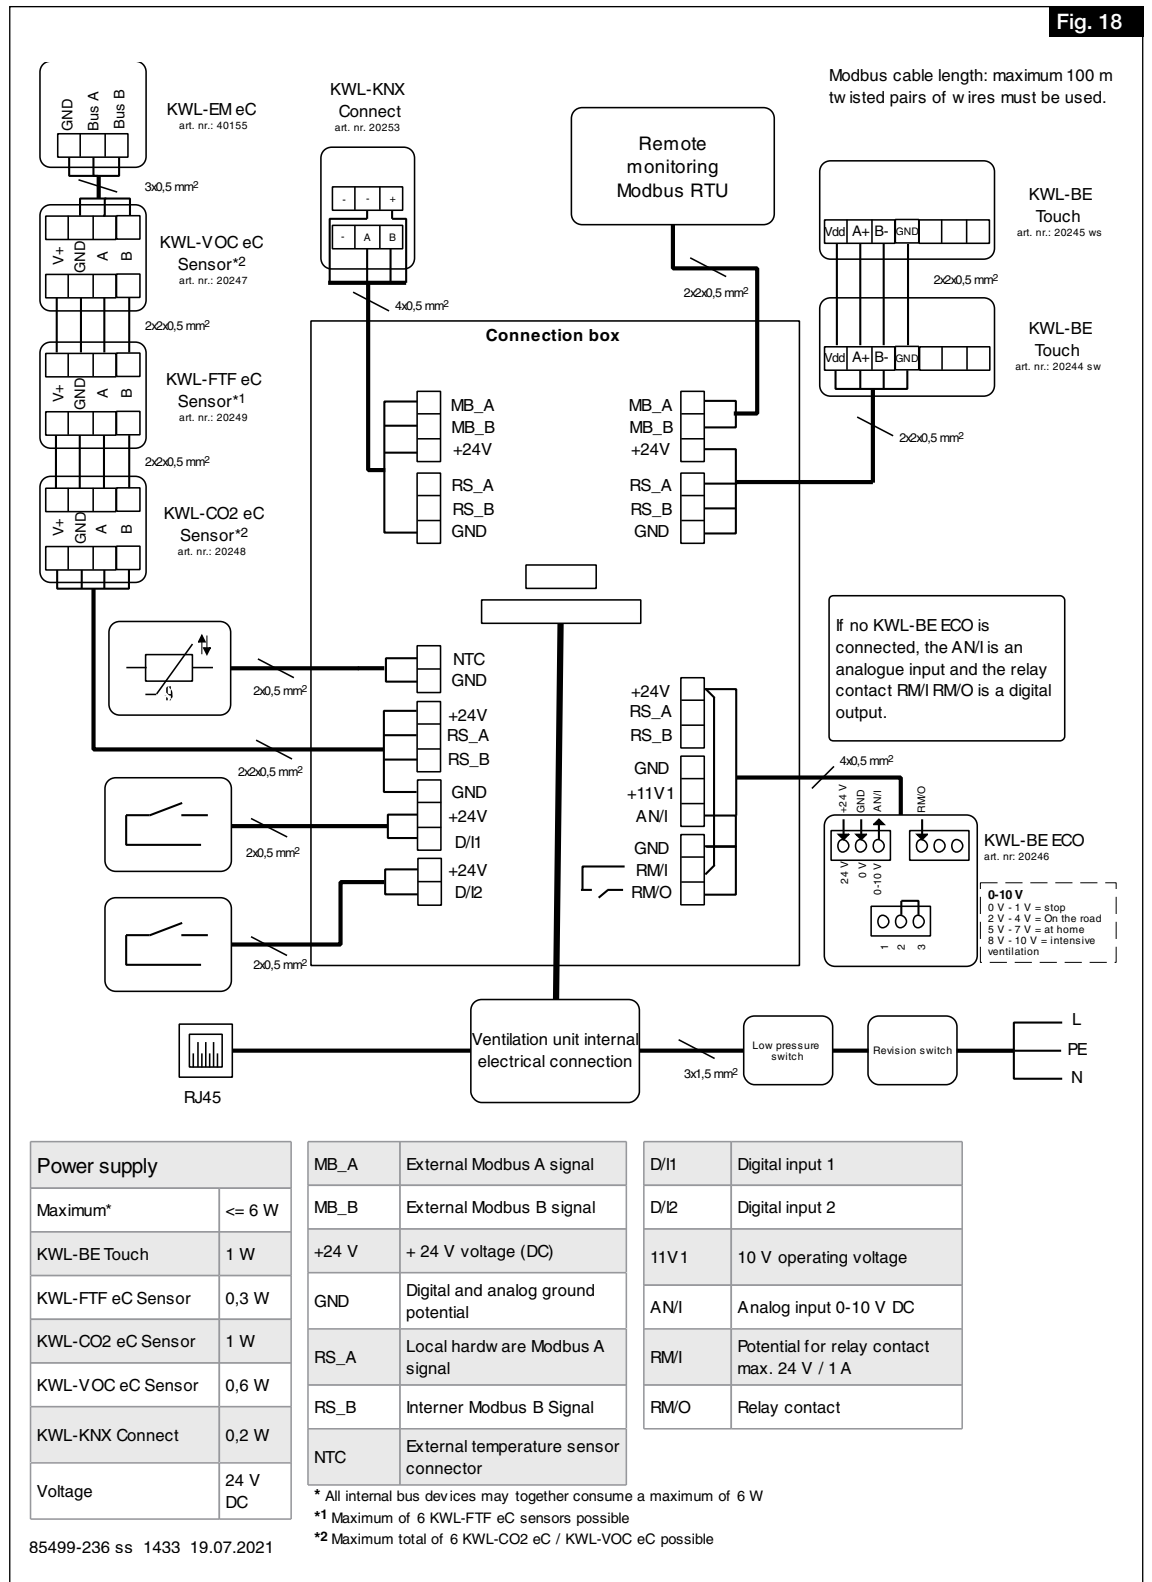 Fig. 18
Modbus cable length: maximum 100 m
twisted pairs of wires must be used.
GND
Bus A
Bus B
KWL-EM eC
art. nr.: 40155
3x0,5 mm²
V+
GND
A
B
KWL-VOC eC
Sensor*2
art. nr.: 20247
2x2x0,5 mm²
V+
GND
A
B
KWL-FTF eC
Sensor*1
art. nr.: 20249
2x2x0,5 mm²
V+
GND
A
B
KWL-CO2 eC
Sensor*2
art. nr.: 20248
KWL-KNX
Connect
art. nr. 20253
- - +
- A B
4x0,5 mm²
Remote
monitoring
Modbus RTU
2x2x0,5 mm²
Vdd A+ B- GND
KWL-BE
Touch
art. nr.: 20245 ws
2x2x0,5 mm²
Vdd A+ B- GND
KWL-BE
Touch
art. nr.: 20244 sw
2x2x0,5 mm²
Connection box
MB_A
MB_B
+24V
RS_A
RS_B
GND
MB_A
MB_B
+24V
RS_A
RS_B
GND
ϑ
2x0,5 mm²
NTC
GND
2x2x0,5 mm²
+24V
RS_A
RS_B
GND
+24V
D/I1
2x0,5 mm²
+24V
D/I2
2x0,5 mm²
+24V
RS_A
RS_B
GND
+11V1
AN/I
GND
RM/I
RM/O
If no KWL-BE ECO is
connected, the AN/I is an
analogue input and the relay
contact RM/I RM/O is a digital
output.
4x0,5 mm²
+24 V
GND
AN/I
RM/O
24 V
0 V
0-10 V
1
2
3
KWL-BE ECO
art. nr: 20246
0-10 V
0 V - 1 V = stop
2 V - 4 V = On the road
5 V - 7 V = at home
8 V - 10 V = intensive
ventilation
RJ45
Ventilation unit internal
electrical connection
3x1,5 mm²
Low pressure
switch
Revision switch
L
PE
N
Power supply
Maximum* <= 6 W
KWL-BE Touch 1 W
KWL-FTF eC Sensor 0,3 W
KWL-CO2 eC Sensor 1 W
KWL-VOC eC Sensor 0,6 W
KWL-KNX Connect 0,2 W
Voltage 24 V
DC
MB_A External Modbus A signal
MB_B External Modbus B signal
+24 V + 24 V voltage (DC)
GND Digital and analog ground
potential
RS_A Local hardware Modbus A
signal
RS_B Interner Modbus B Signal
NTC External temperature sensor
connector
D/I1 Digital input 1
D/I2 Digital input 2
11V1 10 V operating voltage
AN/I Analog input 0-10 V DC
RM/I Potential for relay contact
max. 24 V / 1 A
RM/O Relay contact
* All internal bus devices may together consume a maximum of 6 W
*1 Maximum of 6 KWL-FTF eC sensors possible
*2 Maximum total of 6 KWL-CO2 eC / KWL-VOC eC possible
85499-236 ss 1433 19.07.2021